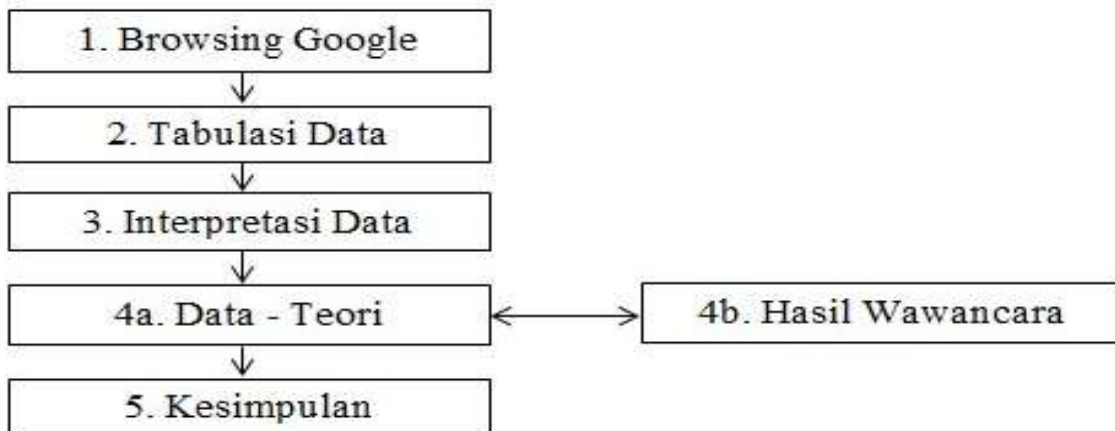 1. Browsing Google
2. Tabulasi Data
3. Interpretasi Data
4a. Data - Teori
4b. Hasil Wawancara
5. Kesimpulan